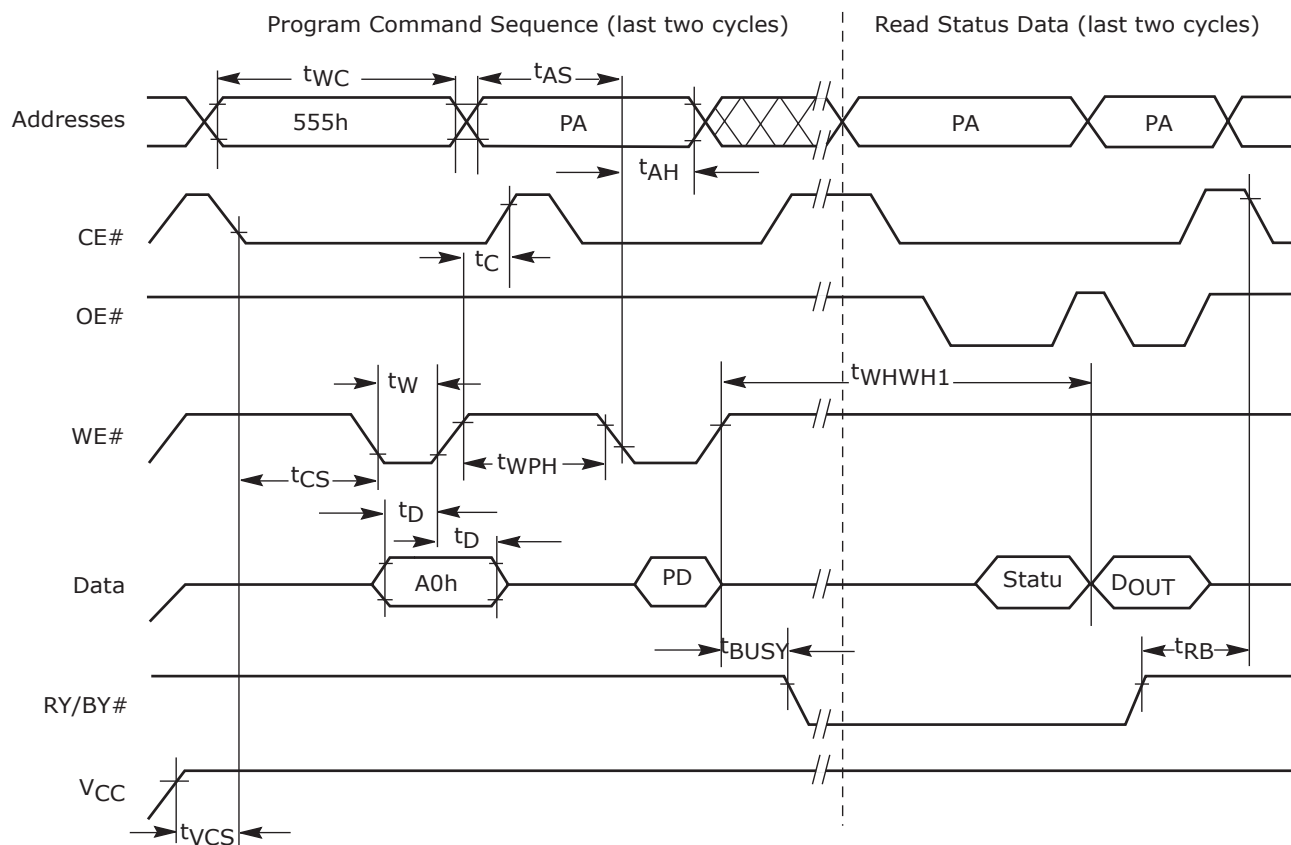 Program Command Sequence (last two cycles)
Read Status Data (last two cycles)
tWC
tAS
Addresses
555h
PA
PA
PA
tAH
CE#
tC
OE#
tW
tWHWH1
WE#
tCS
tWPH
tD
tD
Data
A0h
PD
Statu
DOUT
tBUSY
tRB
RY/BY#
VCC
tVCS